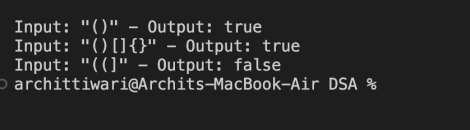 Input: "()" – Output: true
Input: "()[]{}" – Output: true
Input: "((]" – Output: false
archittiwari@Archits-MacBook-Air DSA %